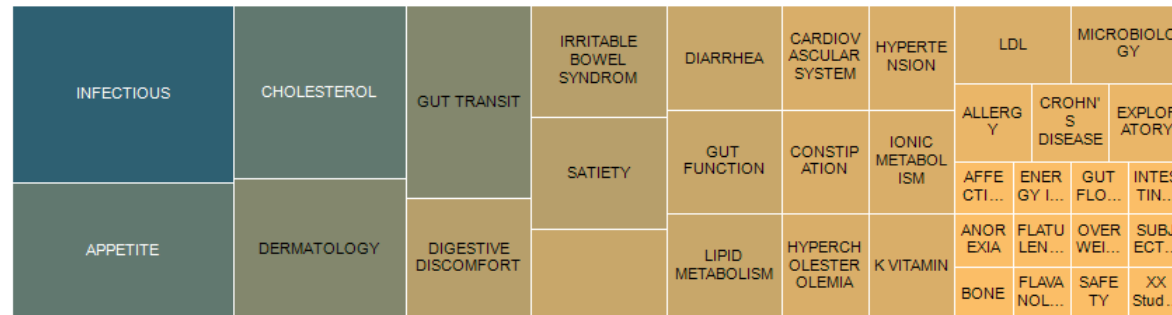 INFECTIOUS
APPETITE
CHOLESTEROL
DERMATOLOGY
GUT TRANSIT
DIGESTIVE
DISCOMFORT
IRRITABLE
BOWEL
SYNDROM
SATIETY
DIARRHEA
GUT
FUNCTION
LIPID
METABOLISM
CARDIOV
ASCULAR
SYSTEM
CONSTIP
ATION
HYPERCH
OLESTER
OLEMIA
HYPERTE
NSION
IONIC
METABOL
ISM
K VITAMIN
LDL
MICROBIOLO
GY
ALLERG
Y
CROHN'
S
DISEASE
EXPLOR
ATORY
AFFE
CTI...
ENER
GY I...
GUT
FLO...
INTES
TIN...
ANOR
EXIA
FLATU
LEN...
OVER
WEI...
SUBJ
ECT...
BONE
FLAVA
NOL...
SAFE
TY
XX
Stud...